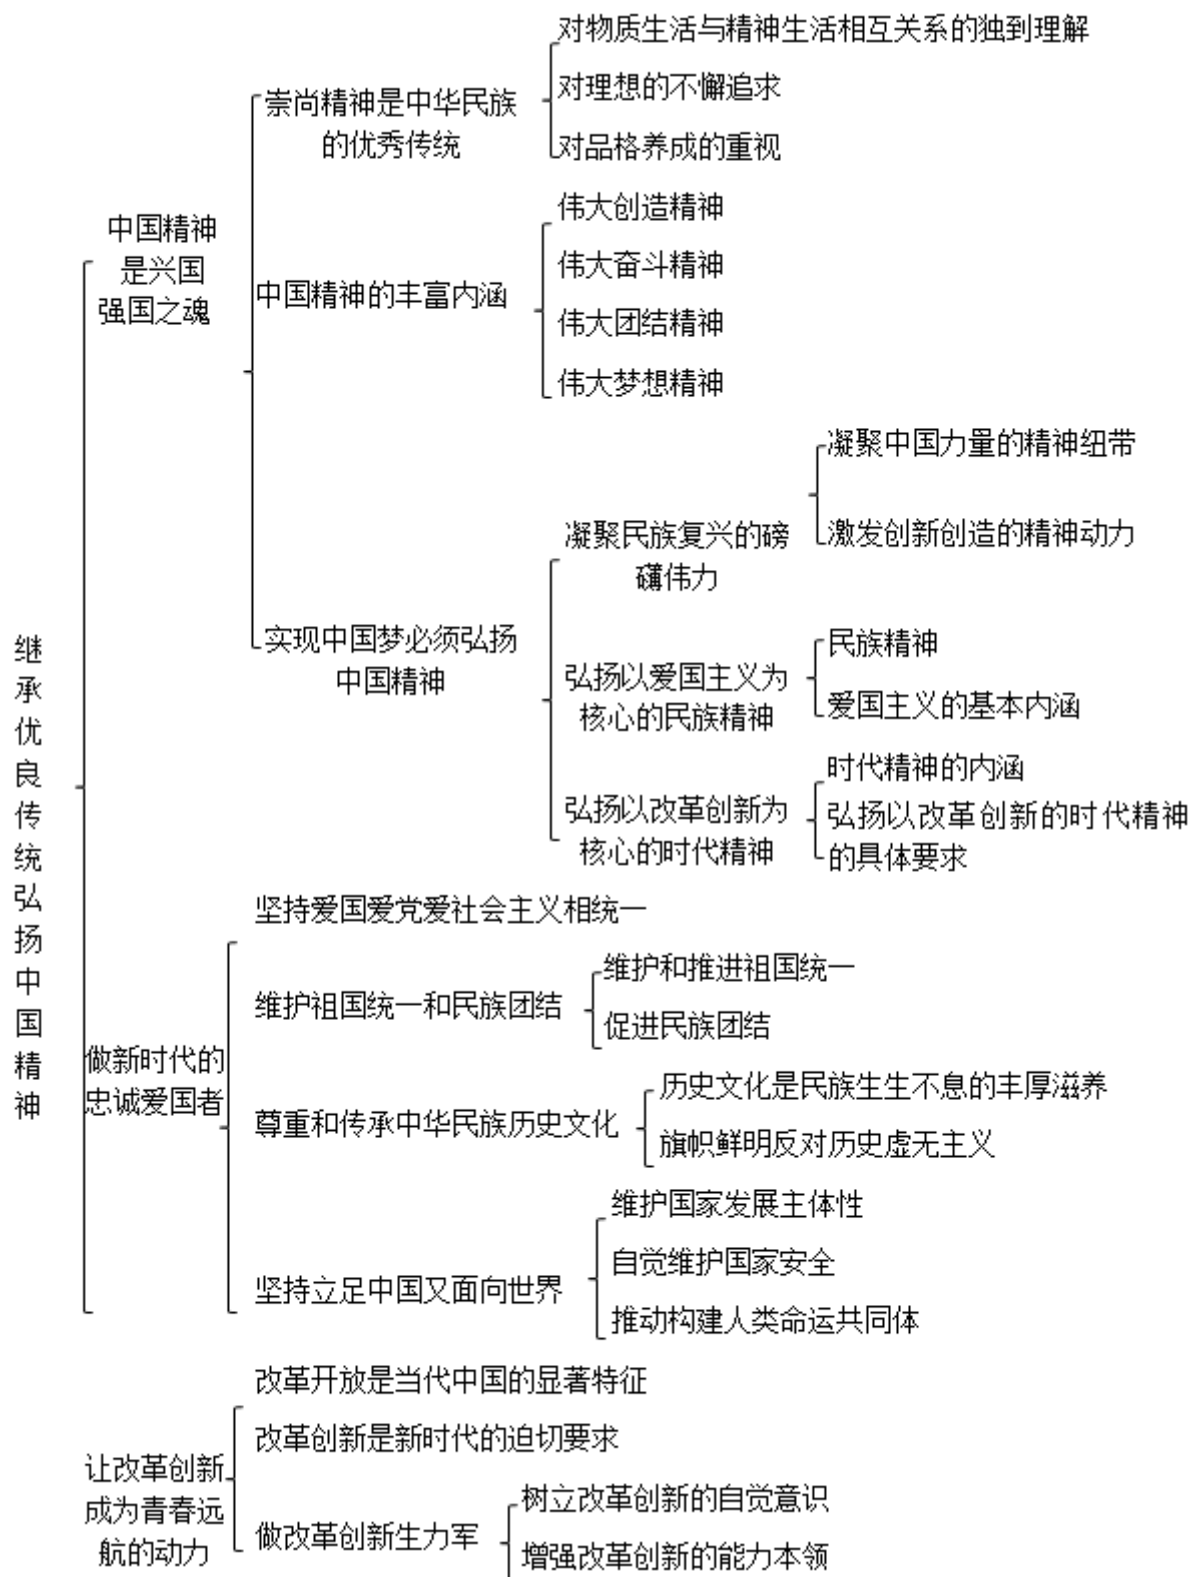 继承优良传统弘扬中国精神
中国精神
是兴国
强国之魂
崇尚精神是中华民族
的优秀传统
对物质生活与精神生活相互关系的独到理解
对理想的不懈追求
对品格养成的重视
中国精神的丰富内涵
伟大创造精神
伟大奋斗精神
伟大团结精神
伟大梦想精神
实现中国梦必须弘扬
中国精神
凝聚民族复兴的磅
礴伟力
凝聚中国力量的精神纽带
激发创新创造的精神动力
弘扬以爱国主义为
核心的民族精神
民族精神
爱国主义的基本内涵
弘扬以改革创新为
核心的时代精神
时代精神的内涵
弘扬以改革创新的时代精神
的具体要求
做新时代的
忠诚爱国者
坚持爱国爱党爱社会主义相统一
维护祖国统一和民族团结
维护和推进祖国统一
促进民族团结
尊重和传承中华民族历史文化
历史文化是民族生生不息的丰厚滋养
旗帜鲜明反对历史虚无主义
坚持立足中国又面向世界
维护国家发展主体性
自觉维护国家安全
推动构建人类命运共同体
让改革创新
成为青春远
航的动力
改革开放是当代中国的显著特征
改革创新是新时代的迫切要求
做改革创新生力军
树立改革创新的自觉意识
增强改革创新的能力本领